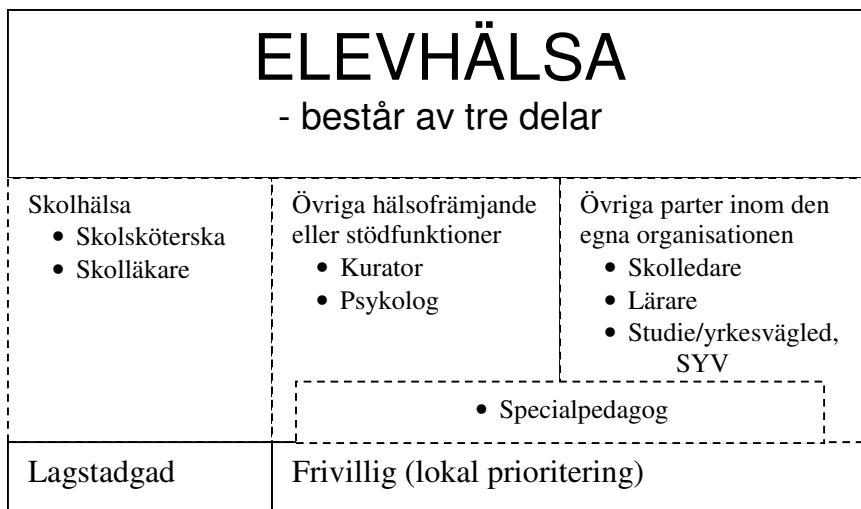 ELEVHÄLSA
- består av tre delar
Skolhälsa
• Skolsköterska
• Skolläkare
Övriga hälsofrämjande
eller stödfunktioner
• Kurator
• Psykolog
Övriga parter inom den
egna organisationen
• Skolledare
• Lärare
• Studie/yrkesvägled,
SYV
• Specialpedagog
Lagstadgad
Frivillig (lokal prioritering)